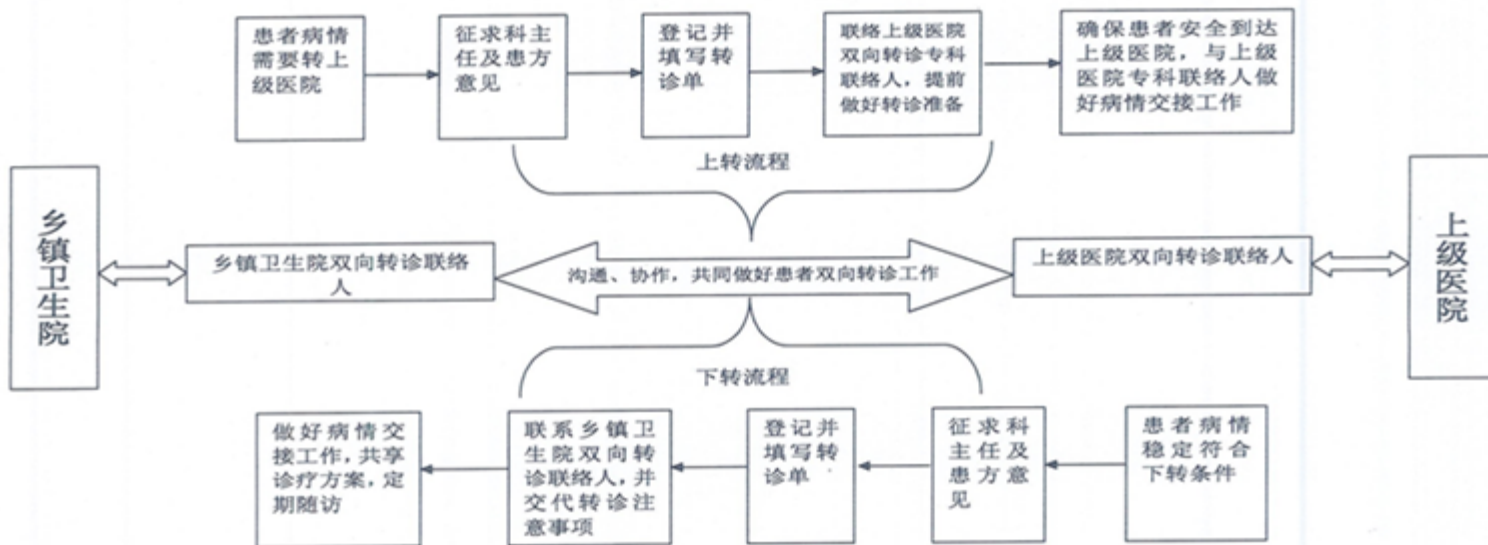 患者病情
需要转上
级医院
征求科主
任及患方
意见
登记并
填写转
诊单
联络上级医院
双向转诊专科
联络人，提前
做好转诊准备
确保患者安全到达
上级医院，与上级
医院专科联络人做
好病情交接工作
上转流程
乡镇卫生院
乡镇卫生院双向转诊联络
人
沟通、协作，共同做好患者双向转诊工作
上级医院双向转诊联络人
上级医院
下转流程
做好病情交
接工作，共享
诊疗方案，定
期随访
联系乡镇卫
生院双向转
诊联络人，并
交代转诊注
意事项
登记并
填写转
诊单
征求科
主任及
患方意
见
患者病情
稳定符合
下转条件